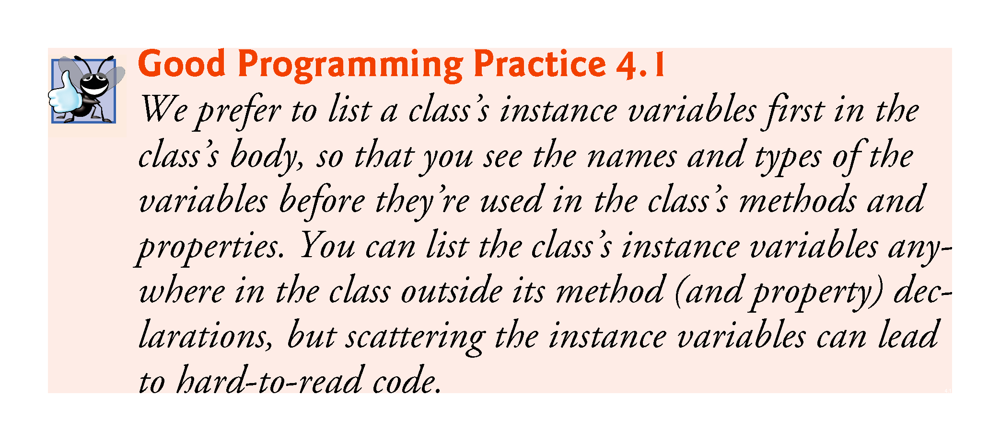 Good Programming Practice 4.1
We prefer to list a class’s instance variables first in the
class’s body, so that you see the names and types of the
variables before they’re used in the class’s methods and
properties. You can list the class’s instance variables any-
where in the class outside its method (and property) dec-
larations, but scattering the instance variables can lead
to hard-to-read code.
4.1